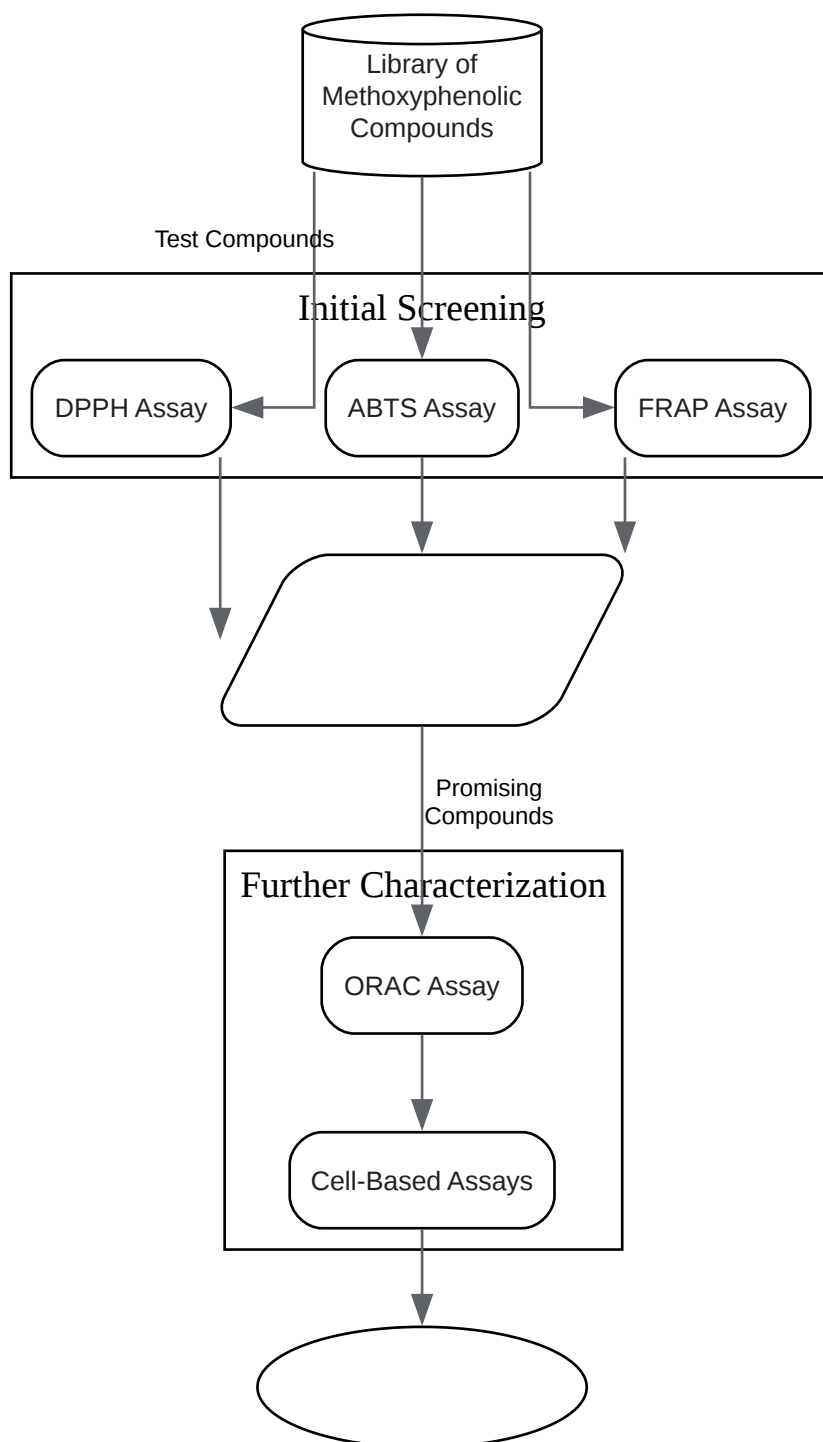 Library of
Methoxyphenolic
Compounds
Test Compounds
Initial Screening
DPPH Assay
ABTS Assay
FRAP Assay
Promising
Compounds
Further Characterization
ORAC Assay
Cell-Based Assays